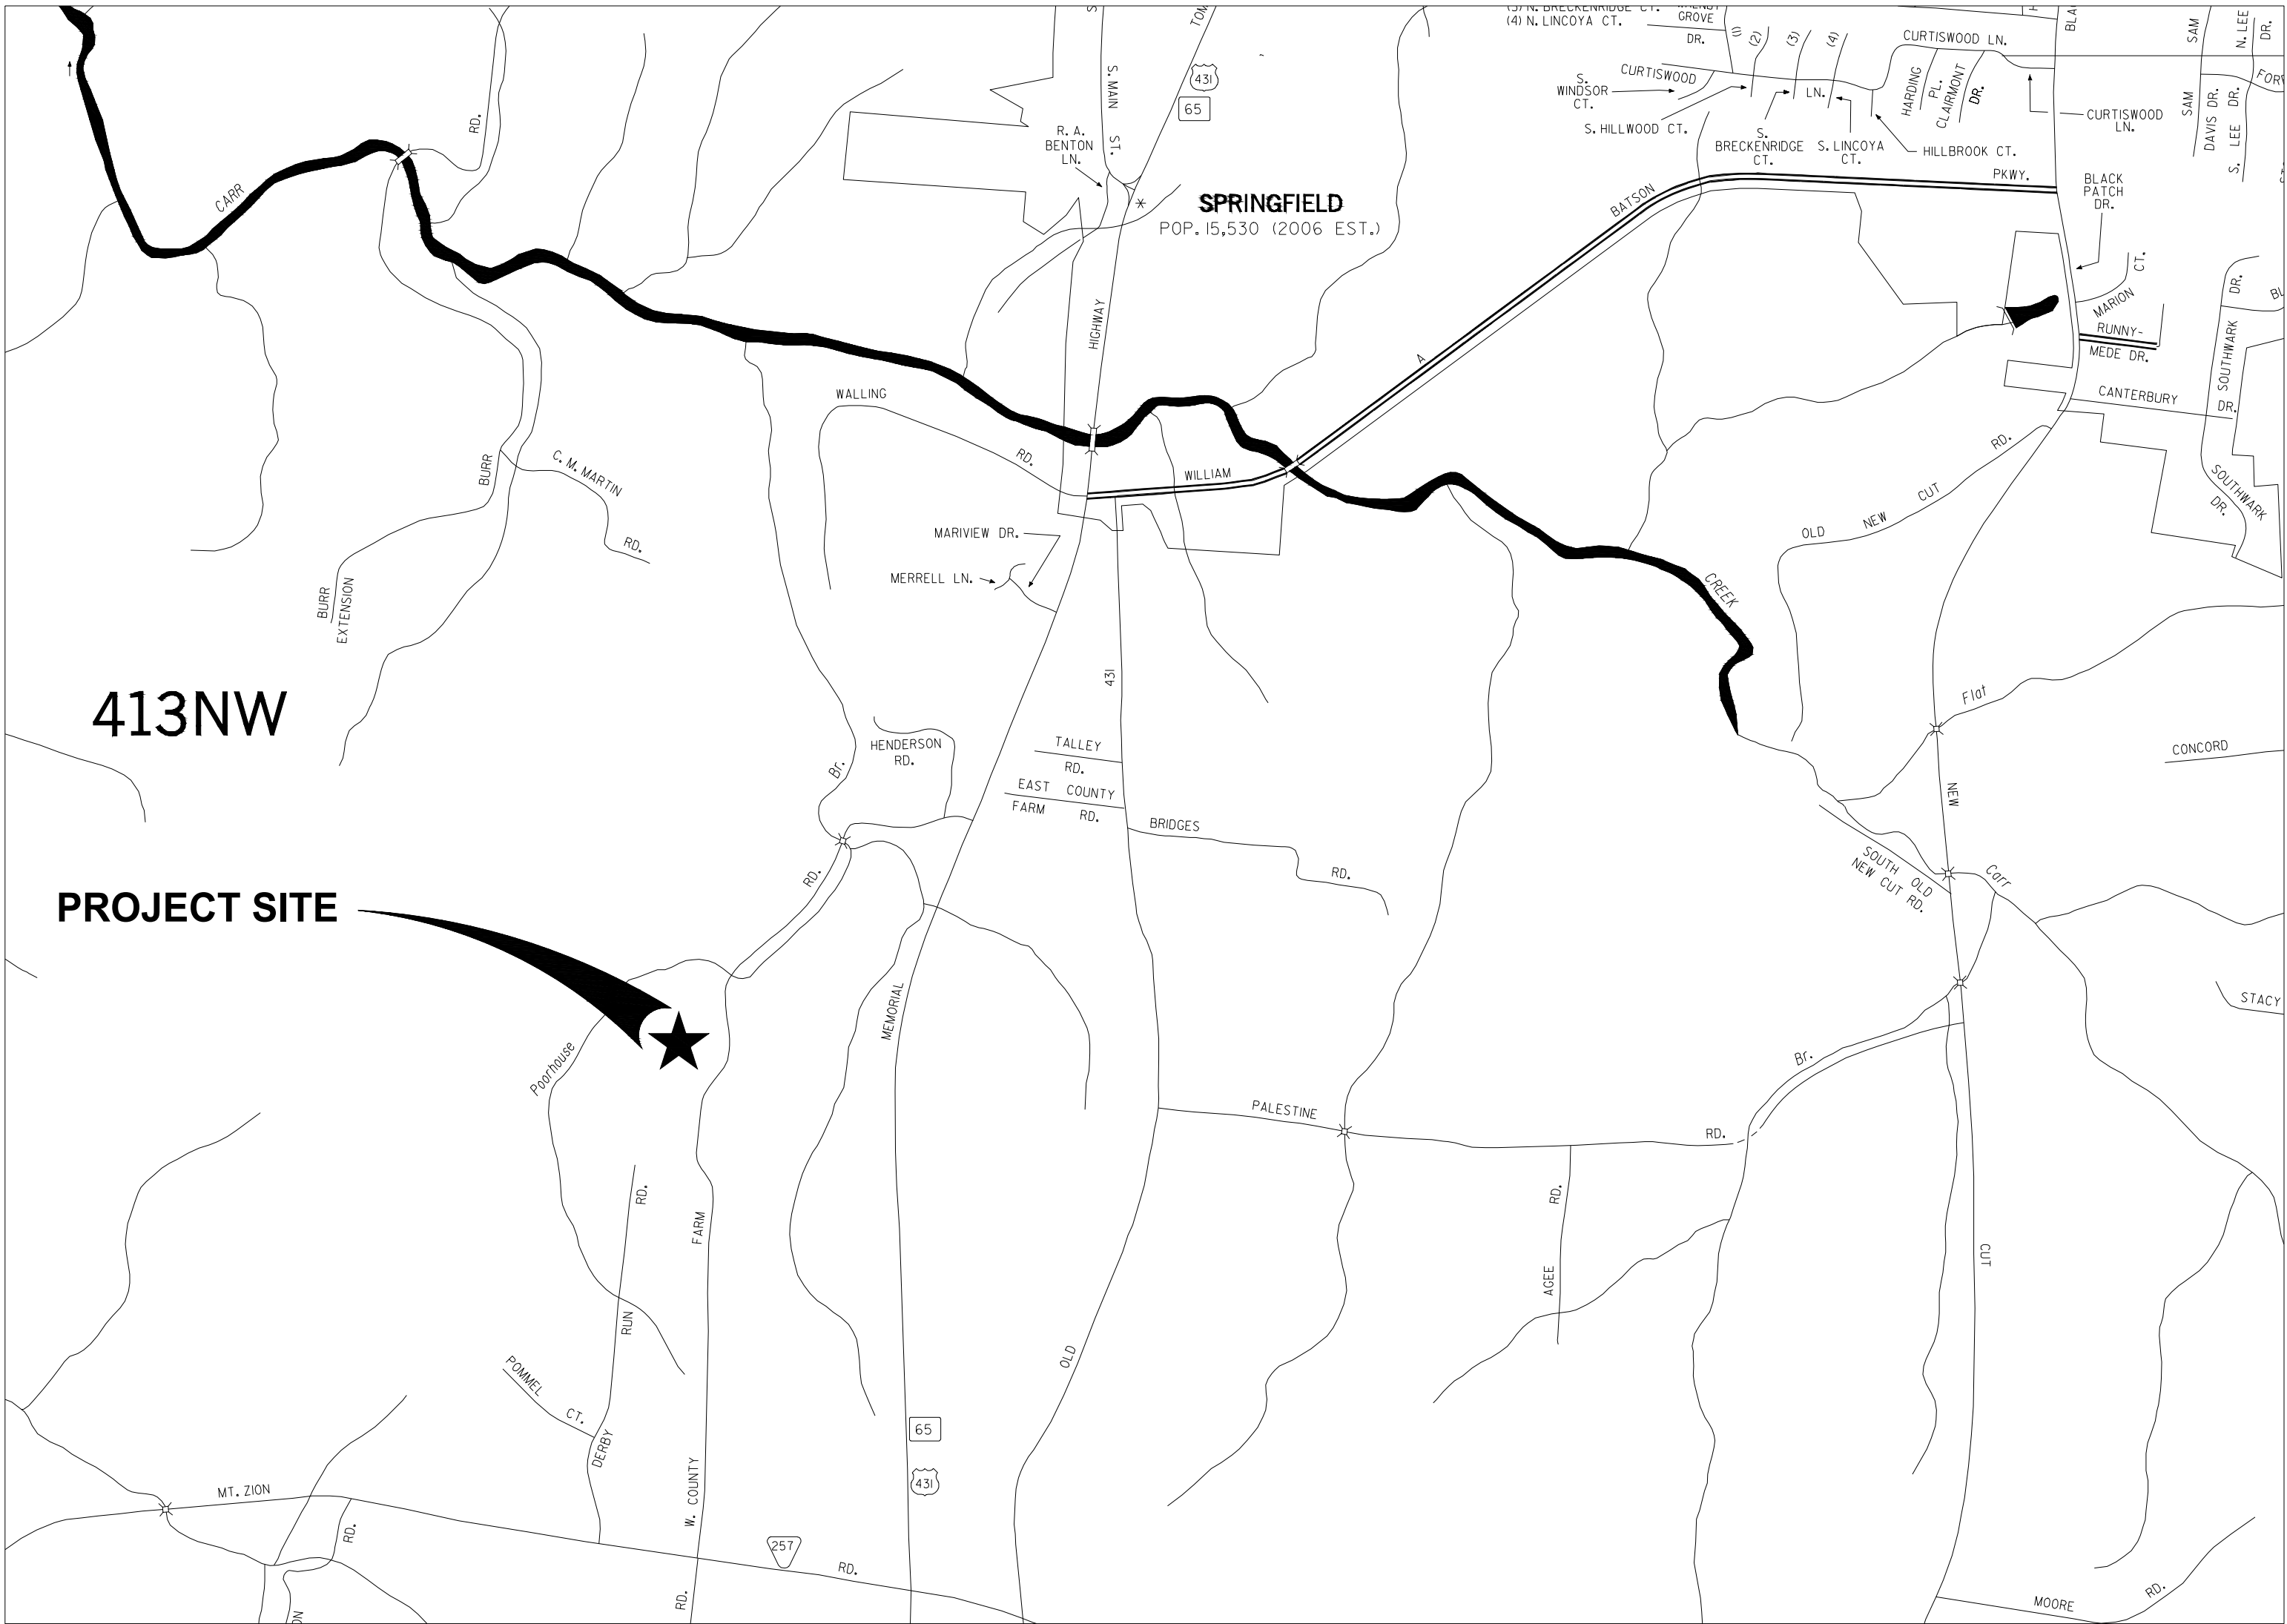 (3) N. BRECKENRIDGE CT.
(4) N. LINCOYA CT.
GROVE
DR.
(1)
(2)
(3)
(4)
CURTISWOOD LN.
CURTISWOOD
LN.
S.
WINDSOR
CT.
S. HILLWOOD CT.
S.
BRECKENRIDGE
CT.
S. LINCOYA
CT.
HILLBROOK CT.
HARDING
PL.
CLAIRMONT
DR.
CURTISWOOD
LN.
SAM
SAM
DAVIS DR.
N. LEE
DR.
S. LEE DR.
S. MAIN
ST.
431
65
R. A.
BENTON
LN.
RD.
CARR
SPRINGFIELD
POP. 15,530 (2006 EST.)
BATSON
PKWY.
BLACK
PATCH
DR.
MARION
CT.
RUNNY-
MEDE DR.
CANTERBURY
DR.
SOUTHWARK
DR.
SOUTHWARK
DR.
HIGHWAY
A
WALLING
RD.
WILLIAM
BURR
C. M. MARTIN
RD.
BURR
EXTENSION
MARIVIEW DR.
MERRELL LN.
OLD
NEW
CUT
RD.
CREEK
431
413NW
Flat
CONCORD
HENDERSON
RD.
Br.
TALLEY
RD.
EAST COUNTY
FARM RD.
BRIDGES
RD.
NEW
SOUTH OLD
NEW CUT RD.
Carr
PROJECT SITE
RD.
MEMORIAL
STACY
Poorhouse
Br.
PALESTINE
RD.
RD.
AGEE
RD.
FARM
CUT
RUN
OLD
POMMEL
CT.
DERBY
65
431
W. COUNTY
MT. ZION
RD.
257
RD.
RD.
MOORE
RD.